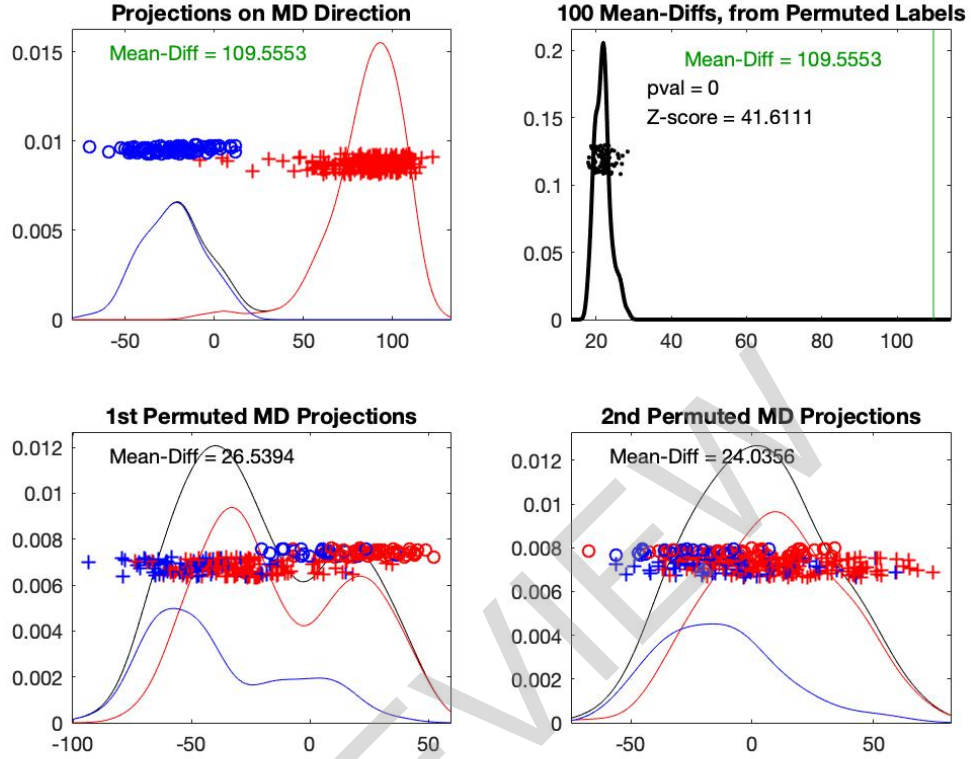 Projections on MD Direction
Mean-Diff = 109.5553
0.015
0.01
0.005
0
-50 0 50 100
100 Mean-Diffs, from Permuted Labels
Mean-Diff = 109.5553
pval = 0
Z-score = 41.6111
0.2
0.15
0.1
0.05
0
20 40 60 80 100
1st Permuted MD Projections
Mean-Diff = 26.5394
0.012
0.01
0.008
0.006
0.004
0.002
0
-100 -50 0 50
2nd Permuted MD Projections
Mean-Diff = 24.0356
0.012
0.01
0.008
0.006
0.004
0.002
0
-50 0 50
EVIEW